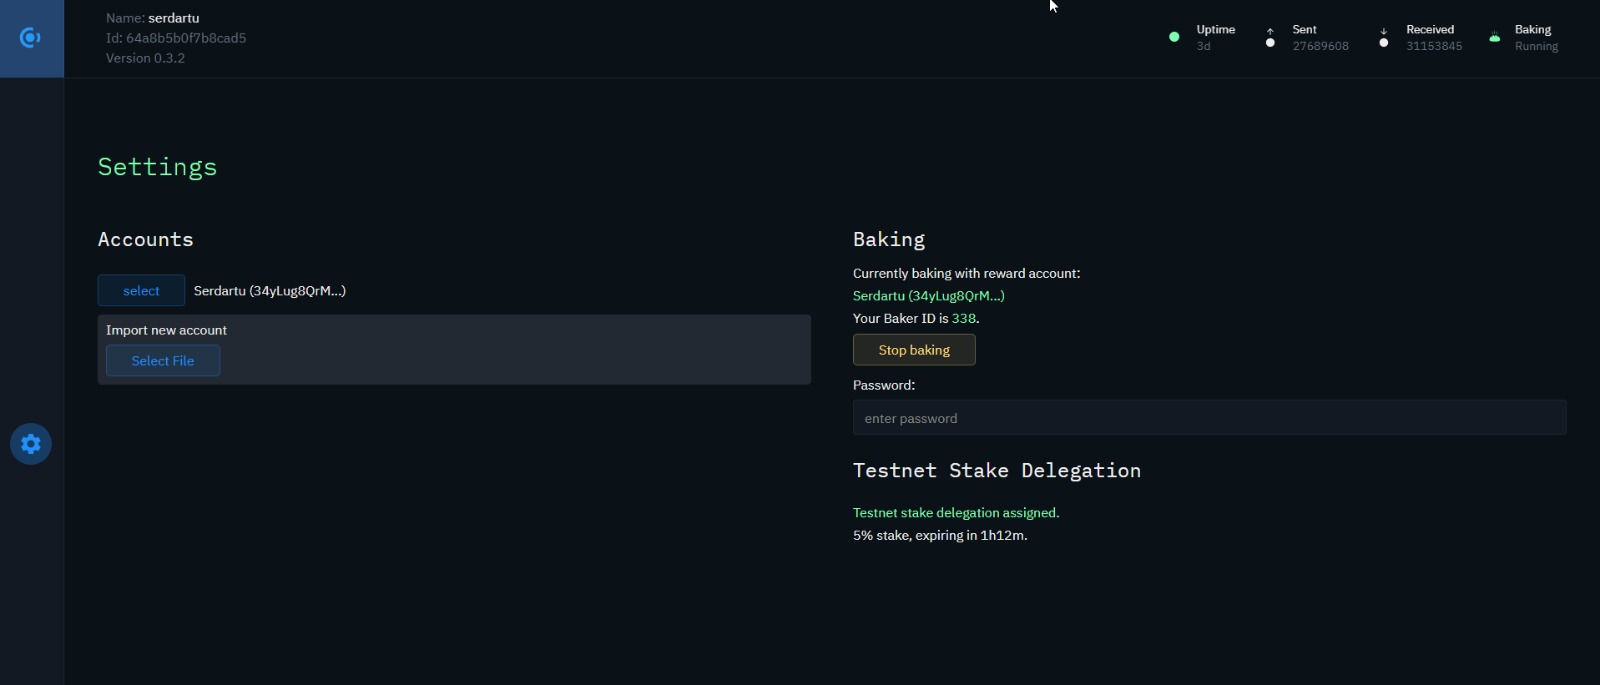 Name: serdartu
Id: 64a8b5b0f7b8cad5
Version 0.3.2
Uptime
3d
Sent
27689608
Received
31153845
Baking
Running
Settings
Accounts
select Serdartu (34yLug8QrM...)
Import new account
Select File
Baking
Currently baking with reward account:
Serdartu (34yLug8QrM...)
Your Baker ID is 338.
Stop baking
Password:
enter password
Testnet Stake Delegation
Testnet stake delegation assigned.
5% stake, expiring in 1h12m.